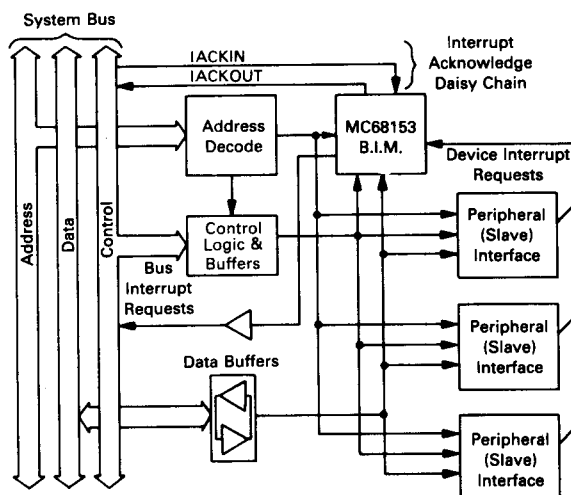 System Bus
IACKIN
IACKOUT
Interrupt
Acknowledge
Daisy Chain
Address
Decode
MC68153
B.I.M.
Device Interrupt
Requests
Address
Data
Control
Control
Logic &
Buffers
Peripheral
(Slave)
Interface
Bus
Interrupt
Requests
Peripheral
(Slave)
Interface
Data Buffers
Peripheral
(Slave)
Interface